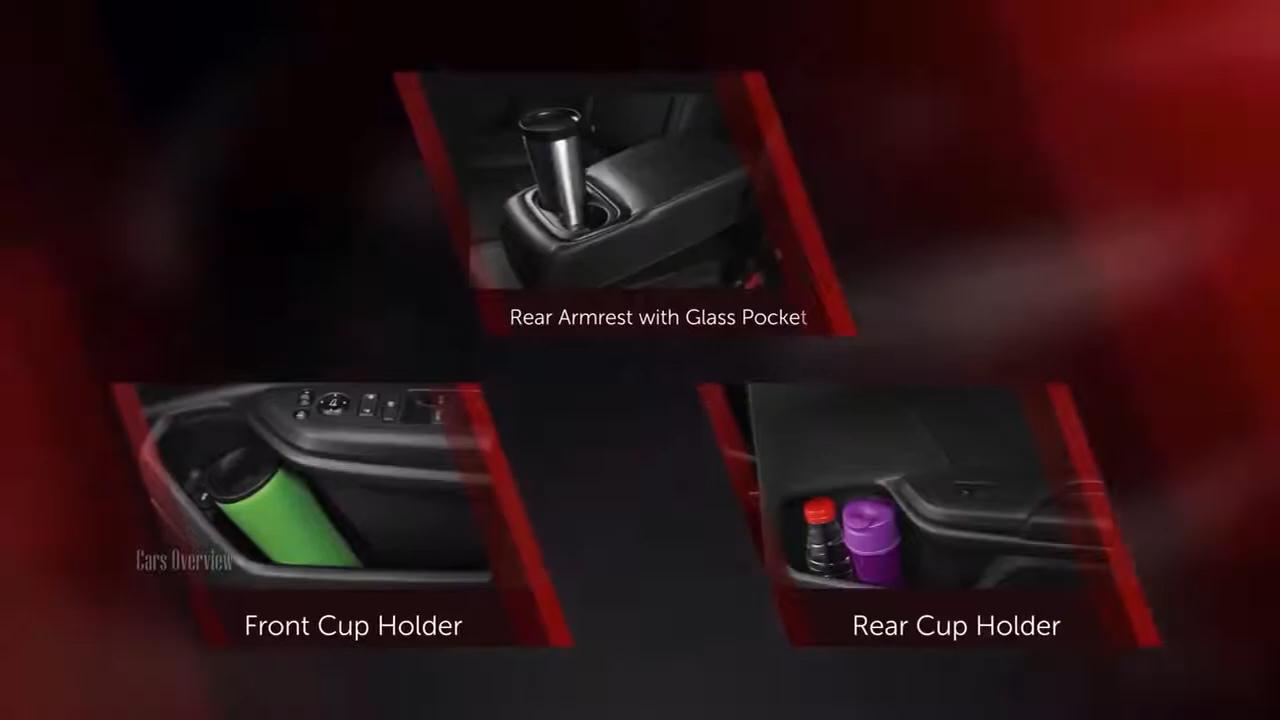 Rear Armrest with Glass Pocket
Cars Overview
Front Cup Holder
Rear Cup Holder